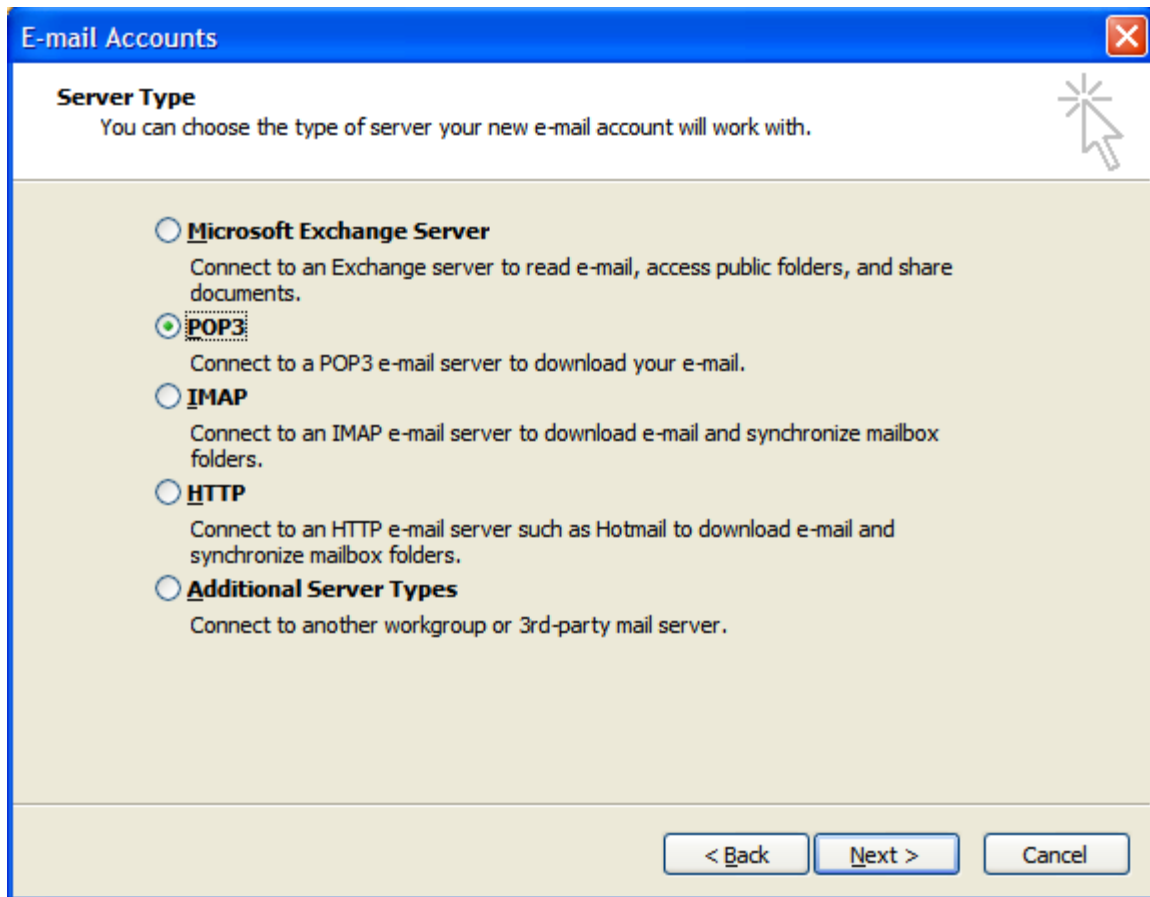 E-mail Accounts
Server Type
You can choose the type of server your new e-mail account will work with.
Microsoft Exchange Server
Connect to an Exchange server to read e-mail, access public folders, and share
documents.
POP3
Connect to a POP3 e-mail server to download your e-mail.
IMAP
Connect to an IMAP e-mail server to download e-mail and synchronize mailbox
folders.
HTTP
Connect to an HTTP e-mail server such as Hotmail to download e-mail and
synchronize mailbox folders.
Additional Server Types
Connect to another workgroup or 3rd-party mail server.
< Back Next > Cancel